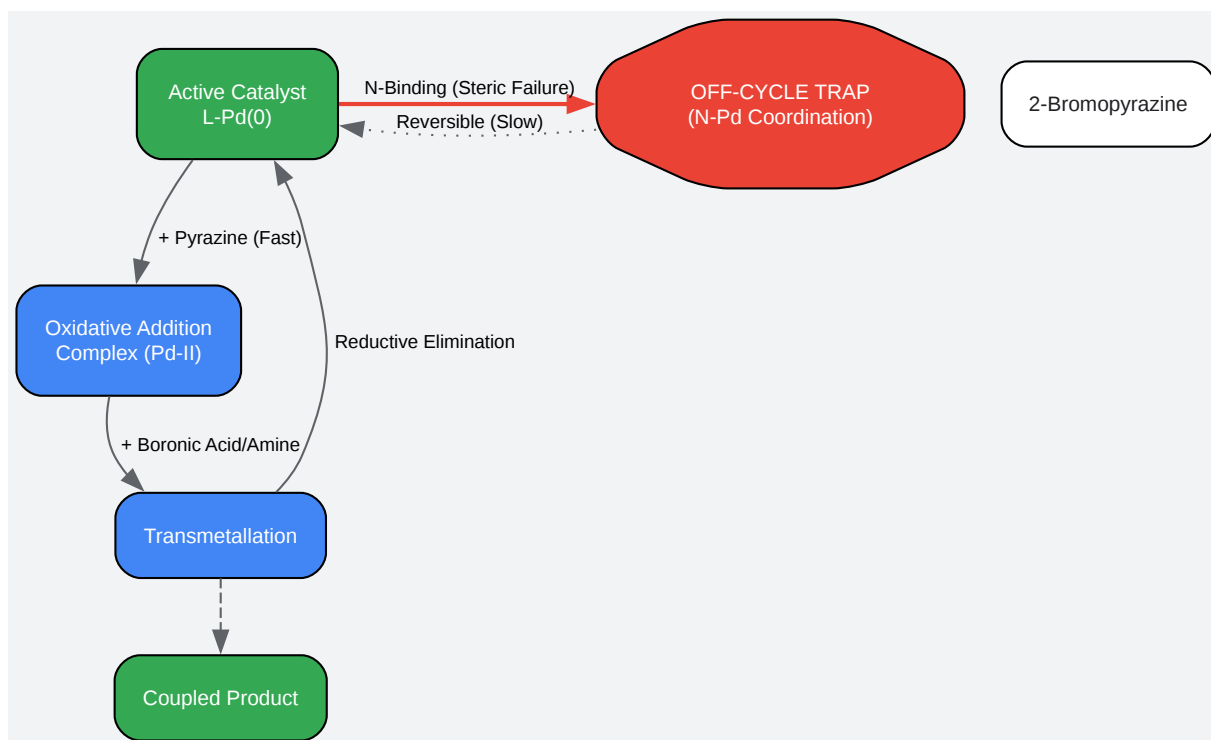 Active Catalyst
L-Pd(0)
N-Binding (Steric Failure)
Reversible (Slow)
OFF-CYCLE TRAP
(N-Pd Coordination)
2-Bromopyrazine
+ Pyrazine (Fast)
Oxidative Addition
Complex (Pd-II)
Reductive Elimination
+ Boronic Acid/Amine
Transmetallation
Coupled Product